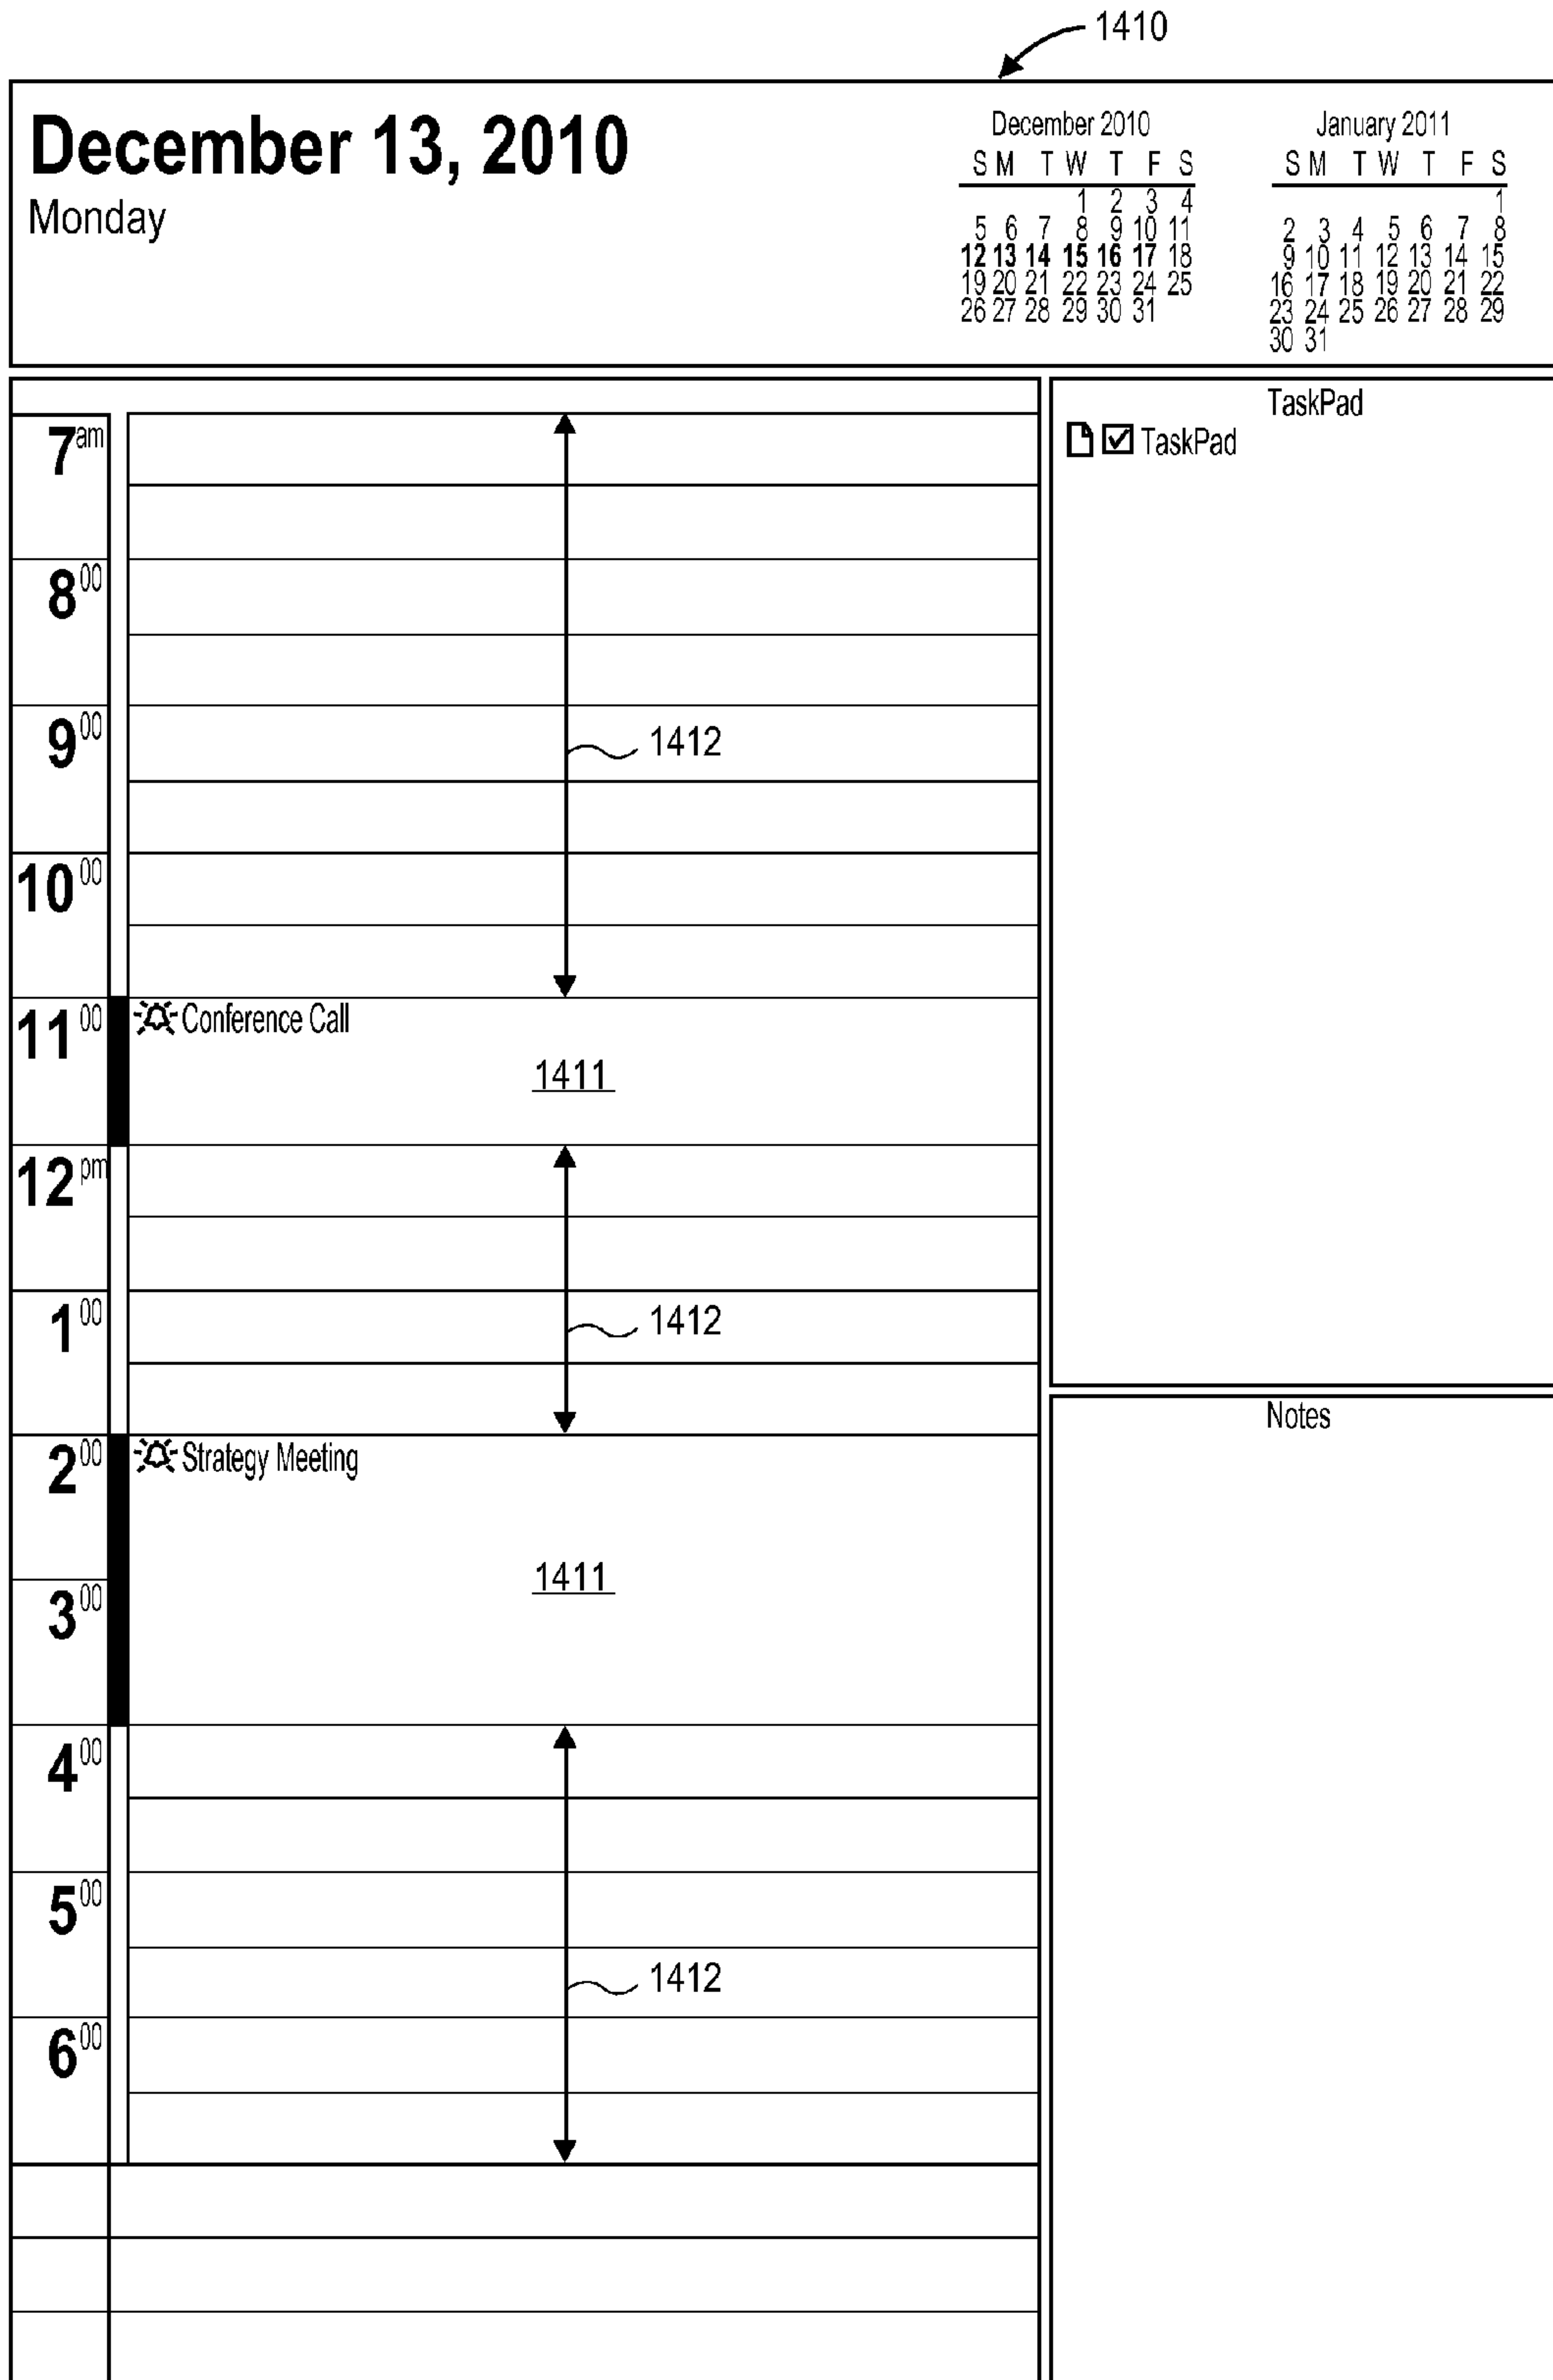 1410
December 13, 2010
Monday
December 2010
S M T W T F S
1 2 3 4
5 6 7 8 9 10 11
12 13 14 15 16 17 18
19 20 21 22 23 24 25
26 27 28 29 30 31
January 2011
S M T W T F S
1
2 3 4 5 6 7 8
9 10 11 12 13 14 15
16 17 18 19 20 21 22
23 24 25 26 27 28 29
30 31
7 am
8 00
9 00
1412
10 00
11 00 Conference Call
1411
12 pm
1 00
1412
2 00 Strategy Meeting
1411
3 00
4 00
5 00
1412
6 00
TaskPad
TaskPad
Notes